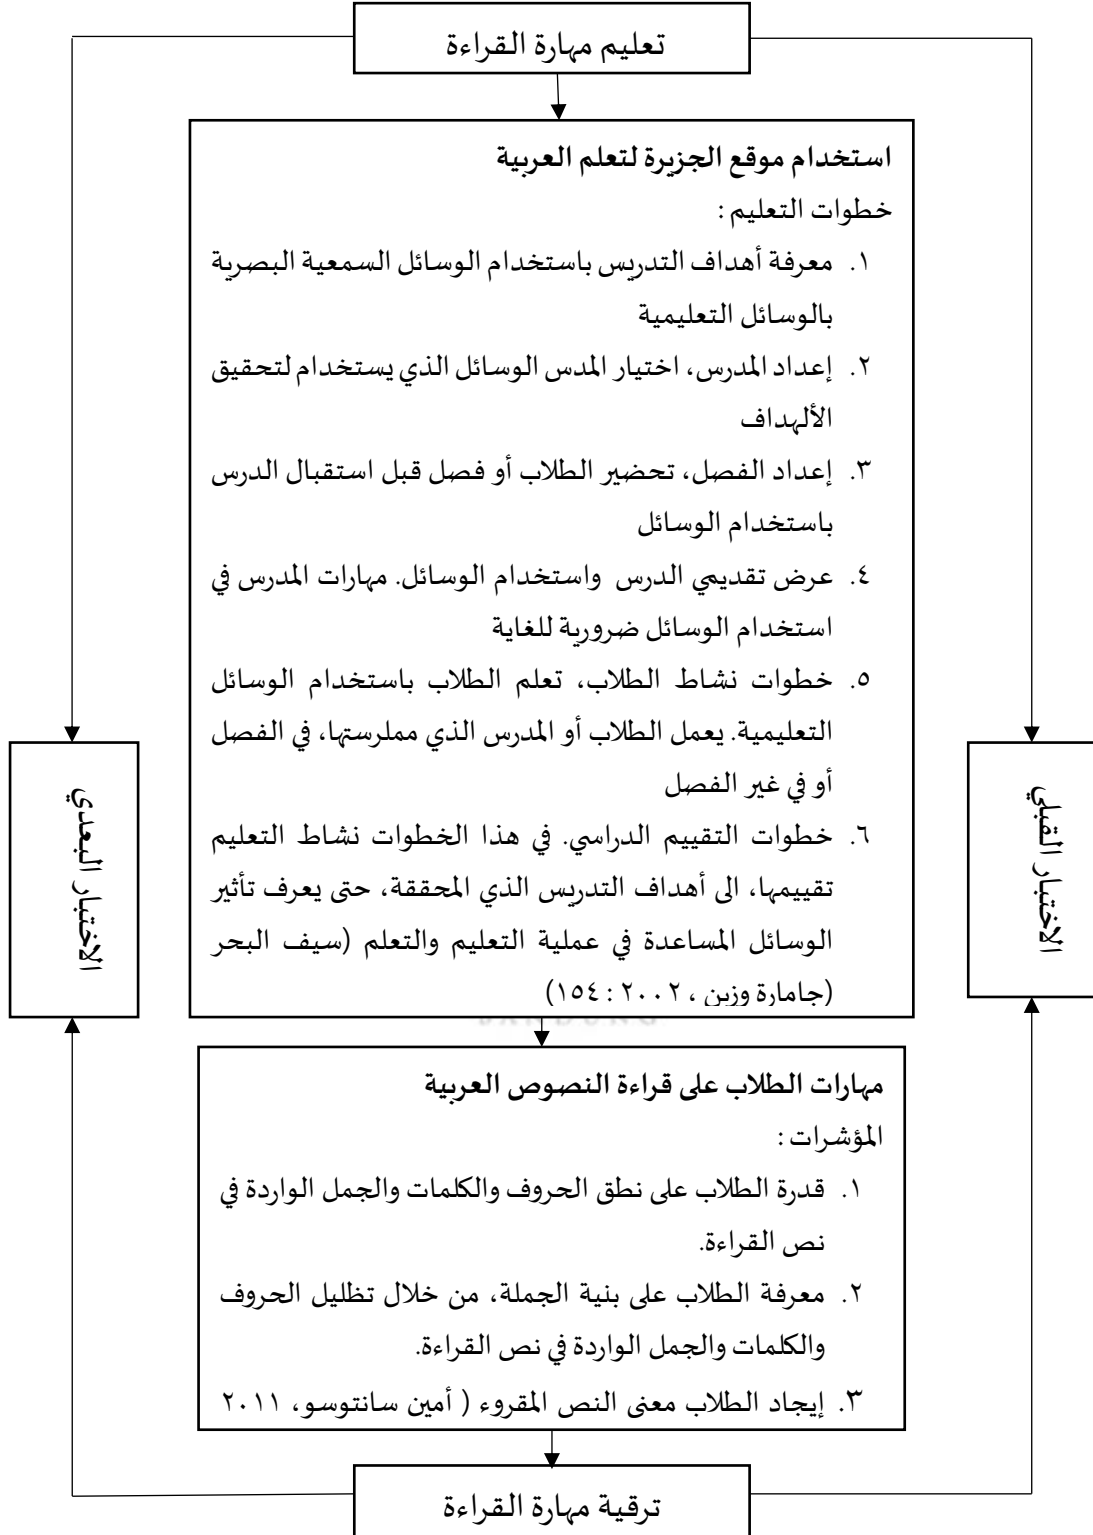 تعليم مهارة القراءة
استخدام موقع الجزيرة لتعلم العربية
خطوات التعليم :
١. معرفة أهداف التدريس باستخدام الوسائل السمعية البصرية
بالوسائل التعليمية
٢. إعداد المدرس، اختيار المدس الوسائل الذي يستخدام لتحقيق
الألهداف
٣. إعداد الفصل، تحضير الطلاب أو فصل قبل استقبال الدرس
باستخدام الوسائل
٤. عرض تقديمي الدرس واستخدام الوسائل. مهارات المدرس في
استخدام الوسائل ضرورية للغاية
٥. خطوات نشاط الطلاب، تعلم الطلاب باستخدام الوسائل
التعليمية. يعمل الطلاب أو المدرس الذي مملرستها، في الفصل
أو في غير الفصل
٦. خطوات التقييم الدراسي. في هذا الخطوات نشاط التعليم
تقييمها، الى أهداف التدريس الذي المحققة، حتى يعرف تأثير
الوسائل المساعدة في عملية التعليم والتعلم (سيف البحر
(جامارة وزين ، ٢٠٠٢ : ١٥٤)
الاختبار القبلي
الاختبار البعدي
BANDUNG
مهارات الطلاب على قراءة النصوص العربية
المؤشرات :
١. قدرة الطلاب على نطق الحروف والكلمات والجمل الواردة في
نص القراءة.
٢. معرفة الطلاب على بنية الجملة، من خلال تظليل الحروف
والكلمات والجمل الواردة في نص القراءة.
٣. إيجاد الطلاب معنى النص المقروء ( أمين سانتوسو، ٢٠١١
ترقية مهارة القراءة